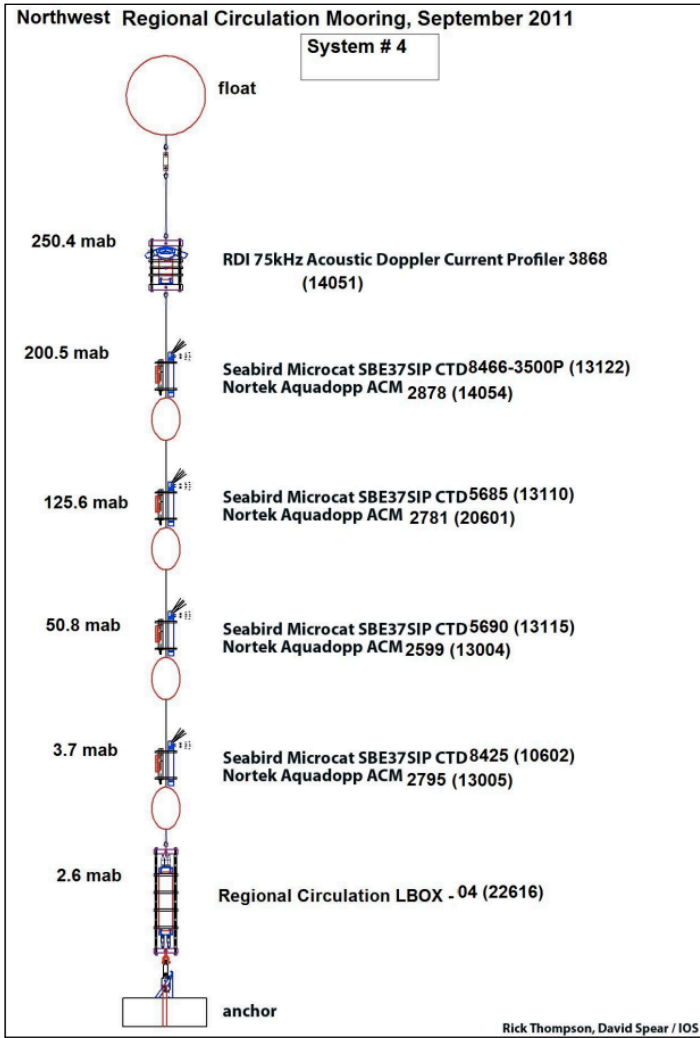 Northwest Regional Circulation Mooring, September 2011
System # 4
float
250.4 mab
RDI 75kHz Acoustic Doppler Current Profiler 3868
(14051)
200.5 mab
Seabird Microcat SBE37SIP CTD 8466-3500P (13122)
Nortek Aquadopp ACM 2878 (14054)
125.6 mab
Seabird Microcat SBE37SIP CTD 5685 (13110)
Nortek Aquadopp ACM 2781 (20601)
50.8 mab
Seabird Microcat SBE37SIP CTD 5690 (13115)
Nortek Aquadopp ACM 2599 (13004)
3.7 mab
Seabird Microcat SBE37SIP CTD 8425 (10602)
Nortek Aquadopp ACM 2795 (13005)
2.6 mab
Regional Circulation LBOX - 04 (22616)
anchor
Rick Thompson, David Spear / IOS